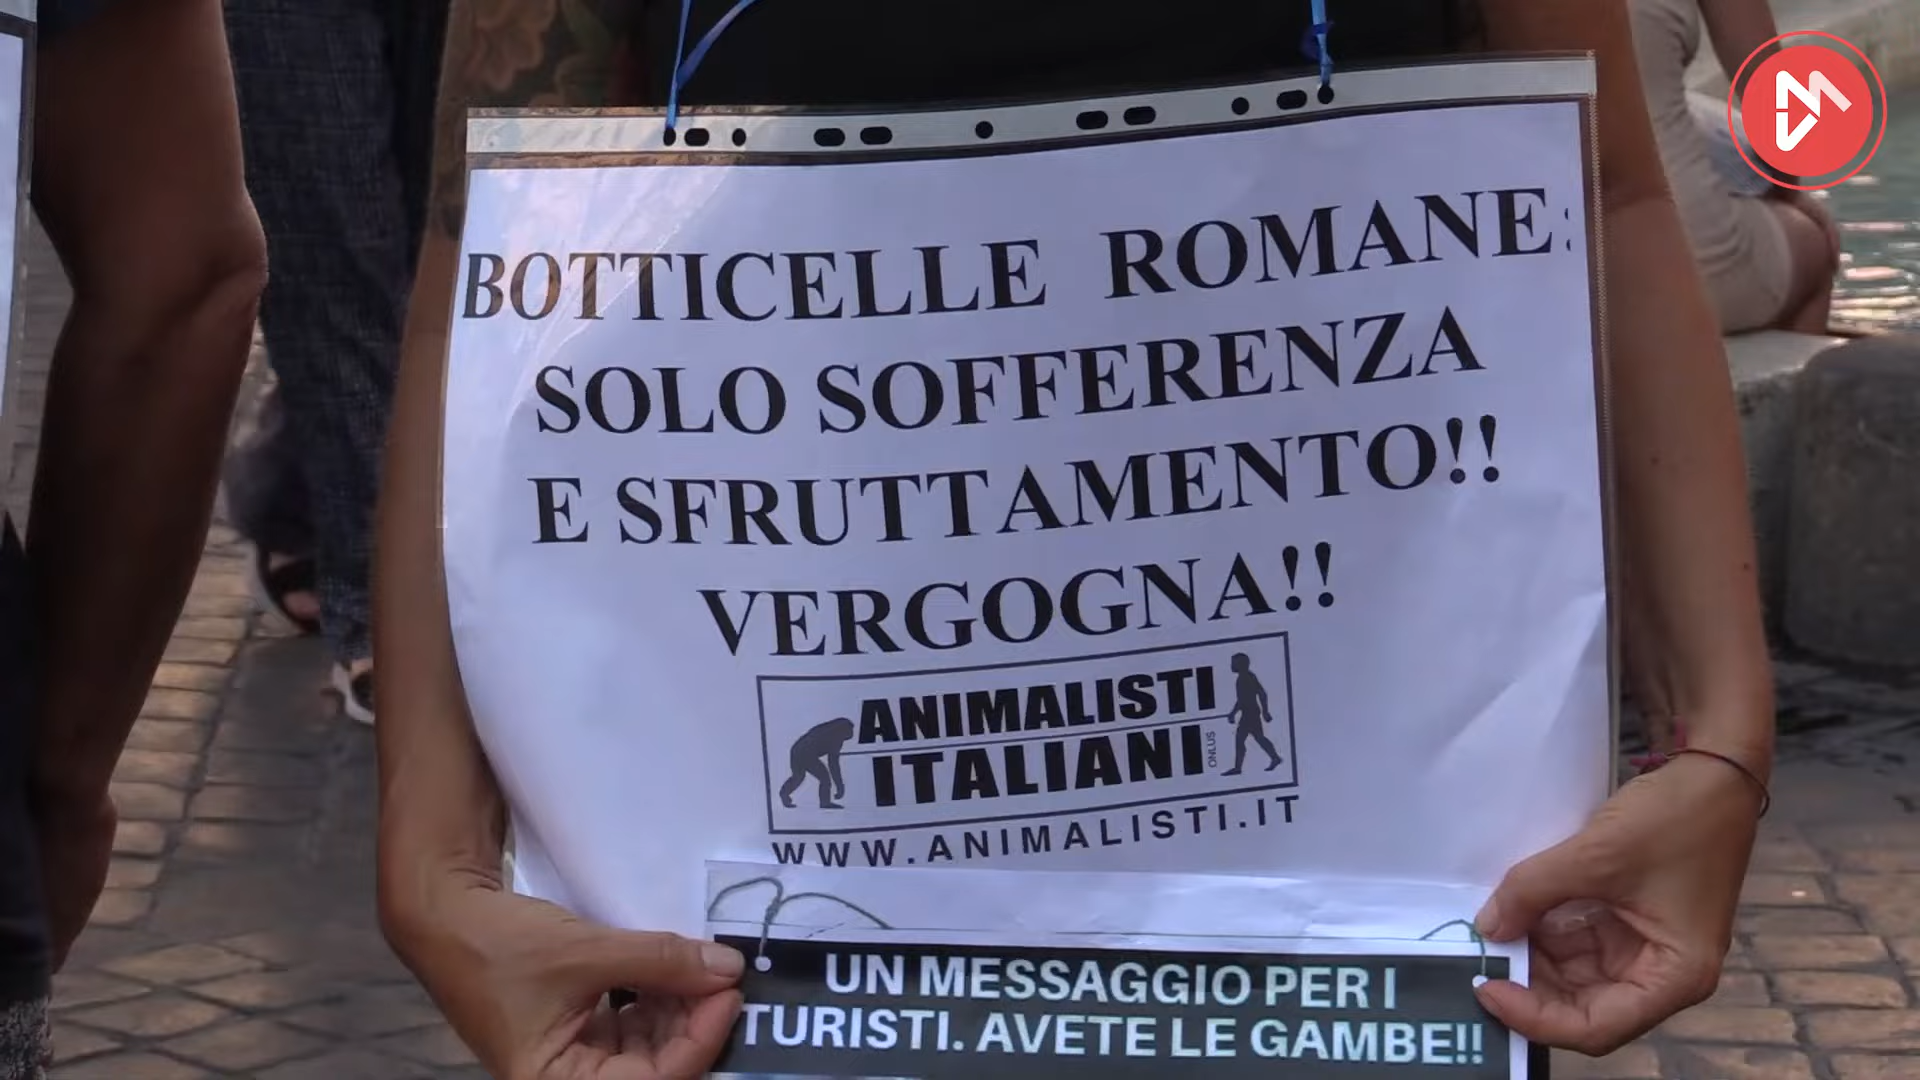 BOTTICELLE ROMANE:
SOLO SOFFERENZA
E SFRUTTAMENTO!!
VERGOGNA!!
ANIMALISTI
ITALIANI
ONLUS
WWW.ANIMALISTI.IT
UN MESSAGGIO PER I
TURISTI. AVETE LE GAMBE!!